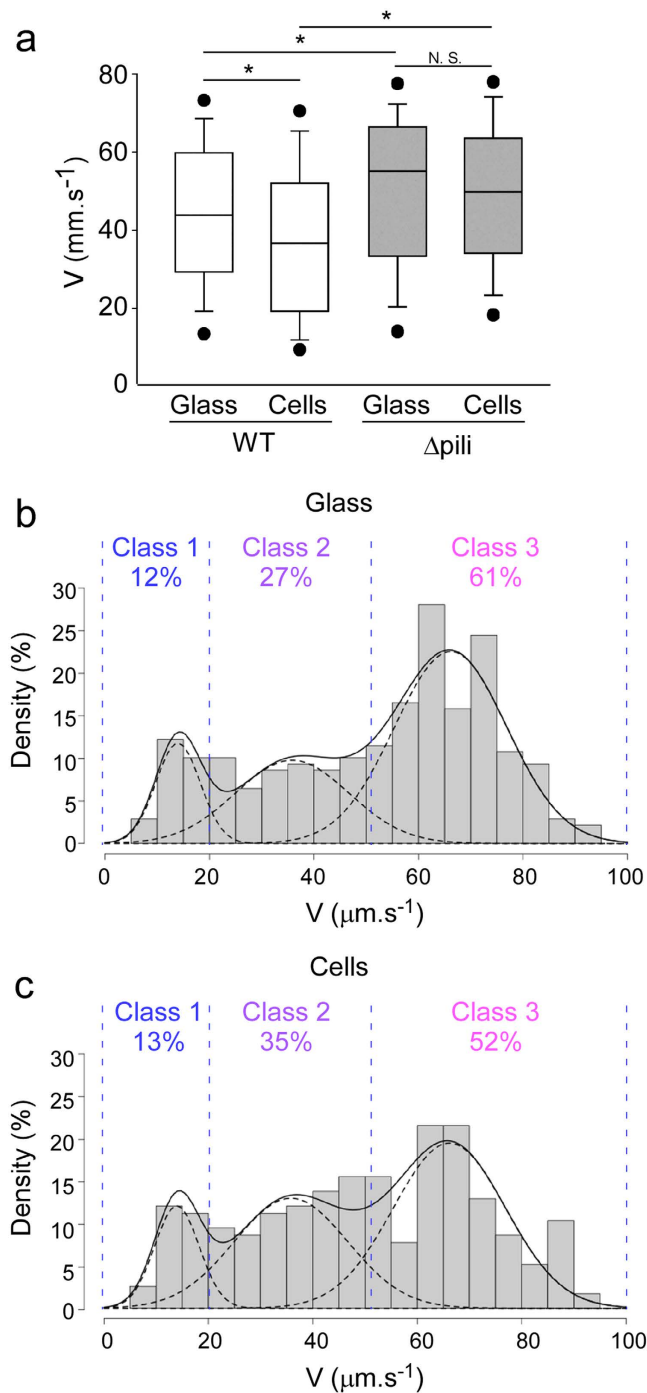 a
*
*
*
N. S.
V (mm.s-1)
80
60
40
20
0
Glass Cells Glass Cells
WT Δpili
b
Glass
Class 1 Class 2 Class 3
12% 27% 61%
Density (%)
30
25
20
15
10
5
0
0 20 40 60 80 100
V (μm.s-1)
c
Cells
Class 1 Class 2 Class 3
13% 35% 52%
Density (%)
30
25
20
15
10
5
0
0 20 40 60 80 100
V (μm.s-1)